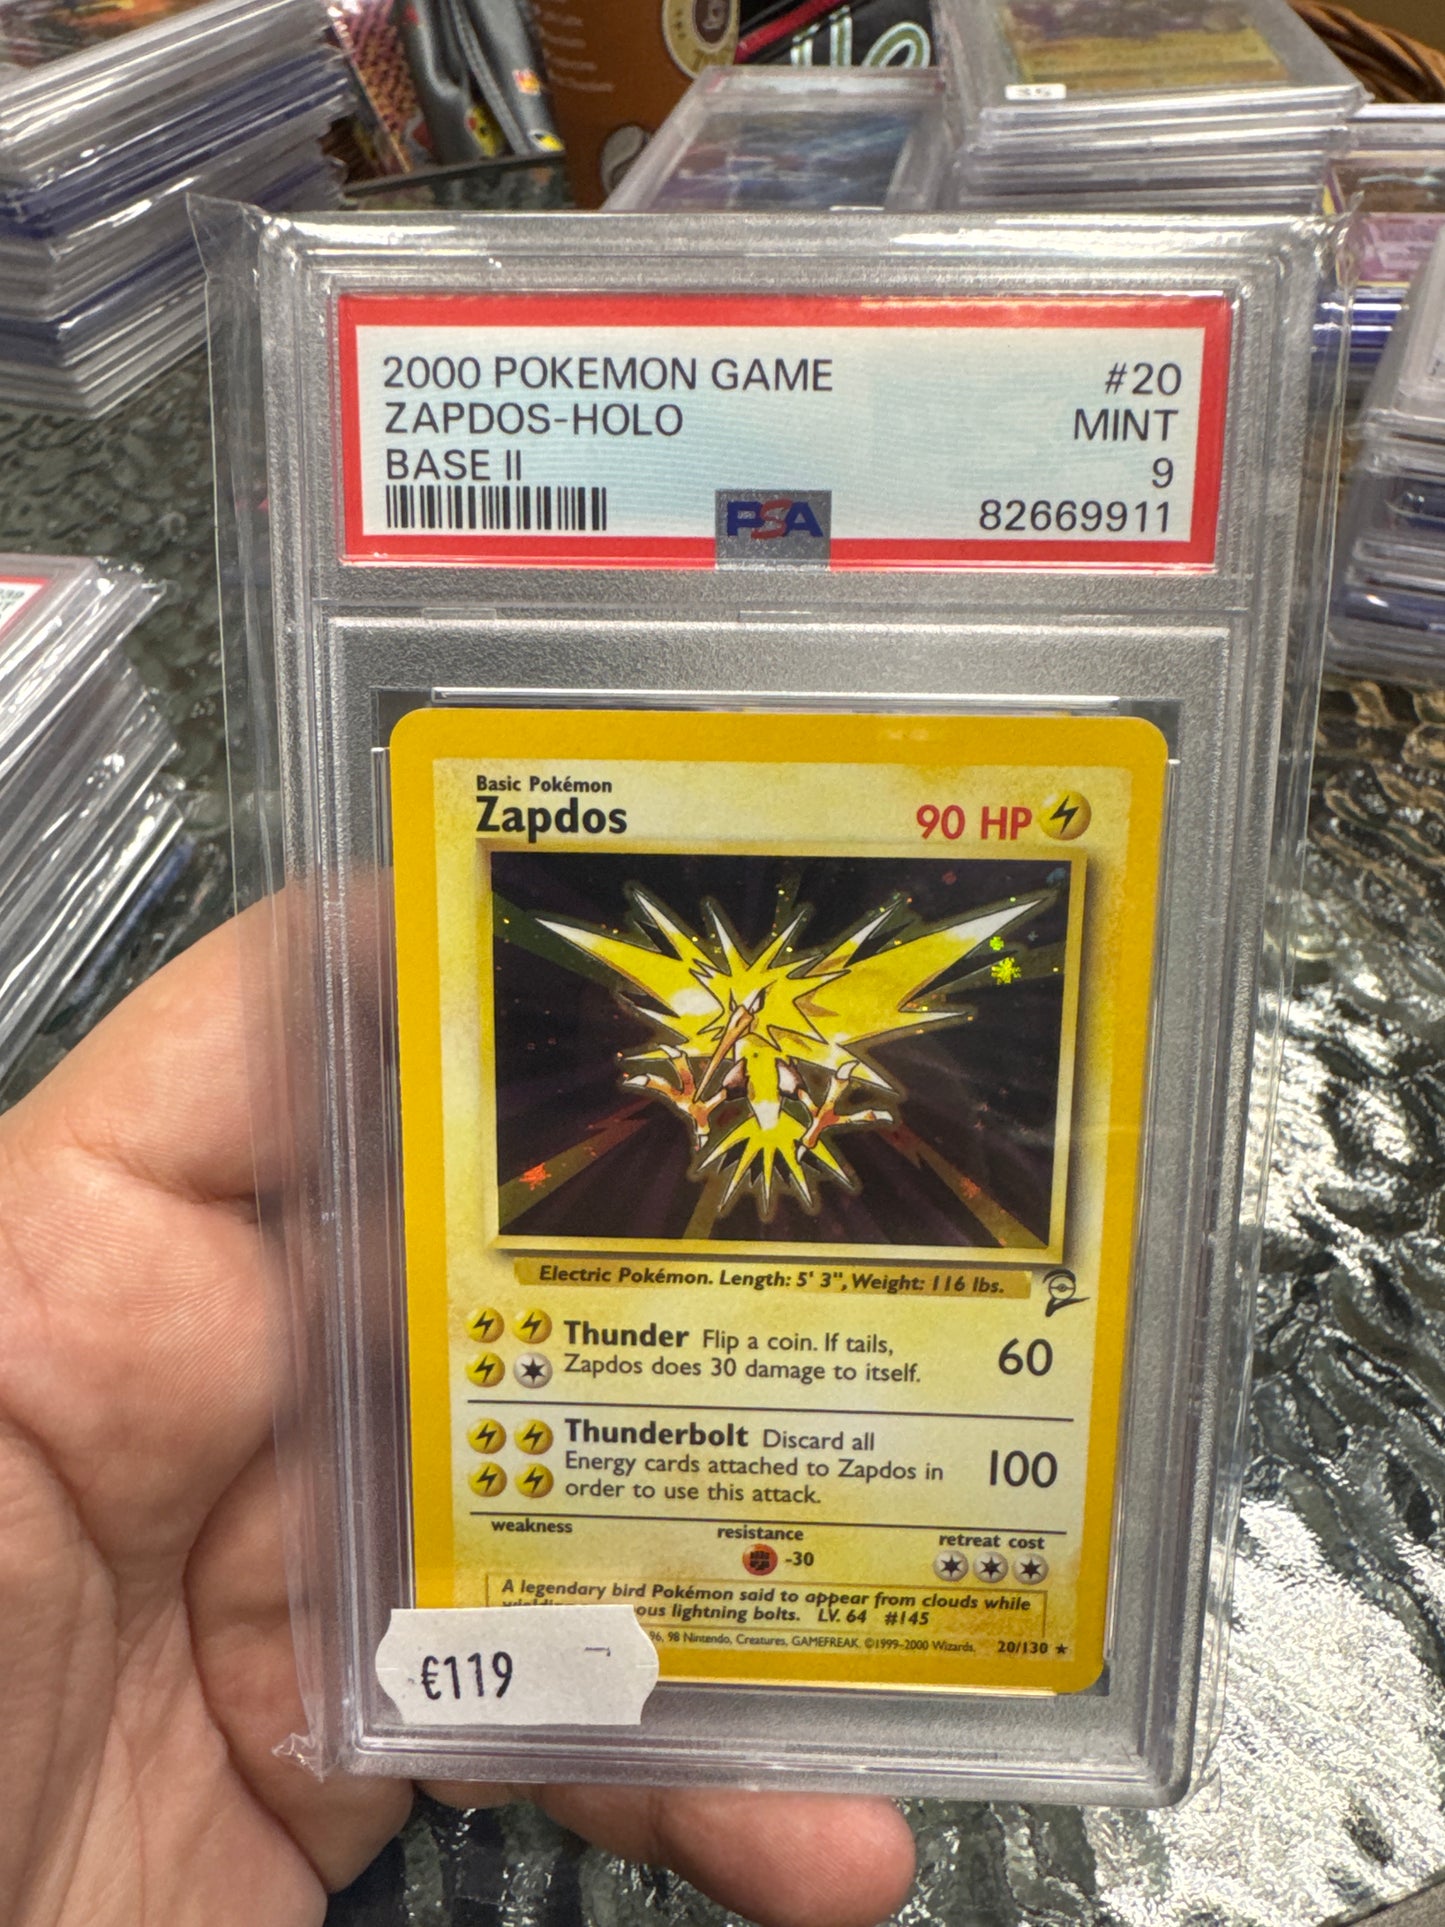 2000 POKEMON GAME #20
ZAPDOS-HOLO MINT
BASE II 9
PSA 82669911
Basic Pokémon
Zapdos 90 HP
Electric Pokémon. Length: 5' 3", Weight: 116 lbs.
Thunder Flip a coin. If tails,
Zapdos does 30 damage to itself. 60
Thunderbolt Discard all
Energy cards attached to Zapdos in
order to use this attack. 100
weakness resistance retreat cost
-30
A legendary bird Pokémon said to appear from clouds while
lightning bolts. LV. 64 #145
96, 98 Nintendo, Creatures, GAMEFREAK. ©1999-2000 Wizards. 20/130 ★
€119